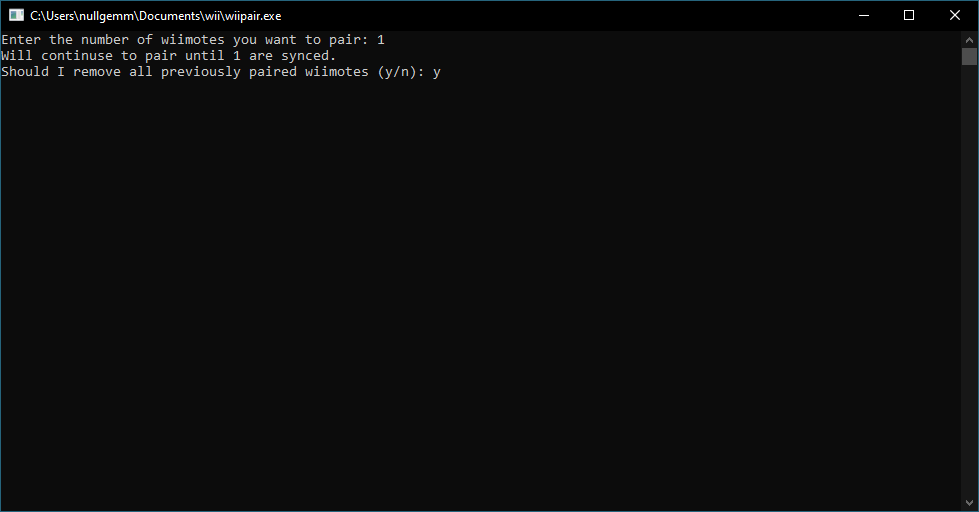 C:\Users\nullgemm\Documents\wii\wiipair.exe
Enter the number of wiimotes you want to pair: 1
Will continuse to pair until 1 are synced.
Should I remove all previously paired wiimotes (y/n): y